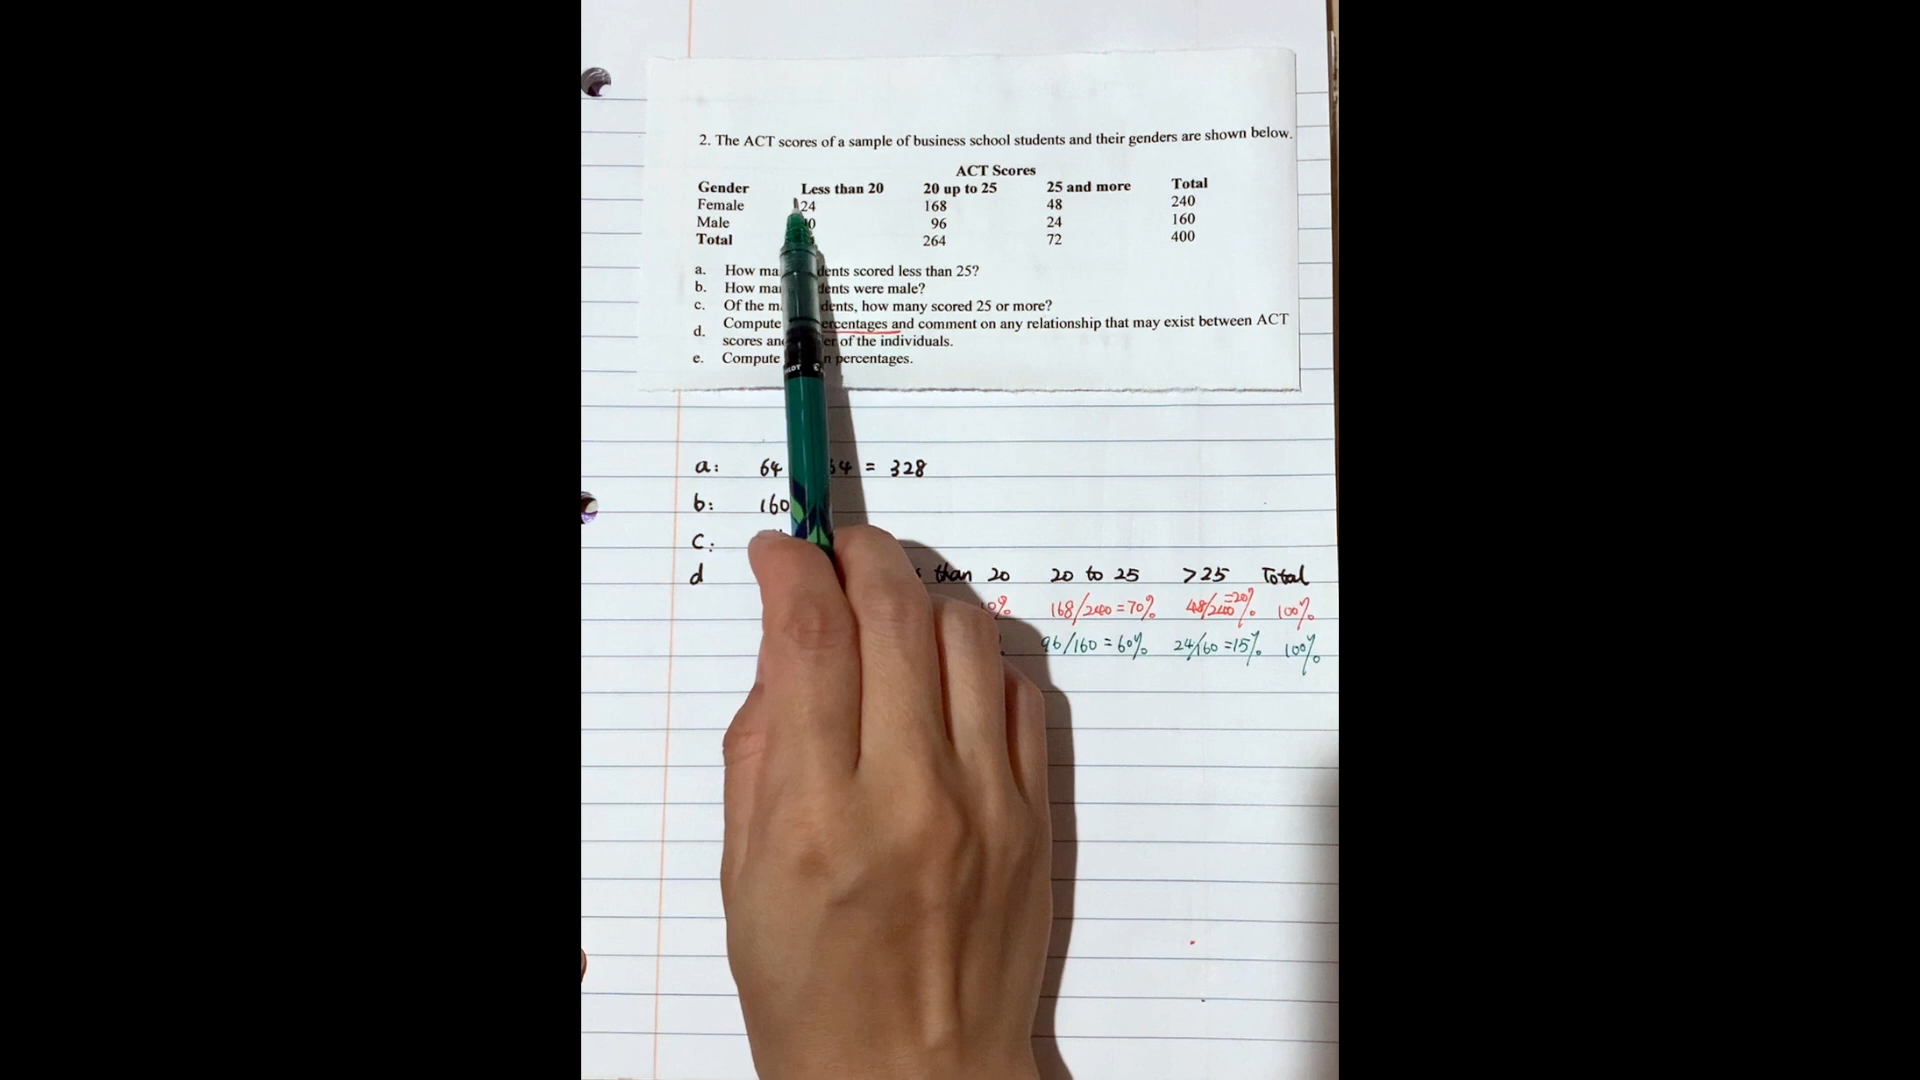 2. The ACT scores of a sample of business school students and their genders are shown below.
ACT Scores
Gender Less than 20 20 up to 25 25 and more Total
Female 24 168 48 240
Male 96 24 160
Total 264 72 400
a. How ma dents scored less than 25?
b. How ma dents were male?
c. Of the m dents, how many scored 25 or more?
d. Compute ercentages and comment on any relationship that may exist between ACT
scores an er of the individuals.
e. Compute n percentages.
PILOT
a: 64 64 = 328
b: 160
c:
d than 20 20 to 25 >25 Total
10% 168/240 = 70% 48/240 =20% 100%
96/160 = 60% 24/160 =15% 100%